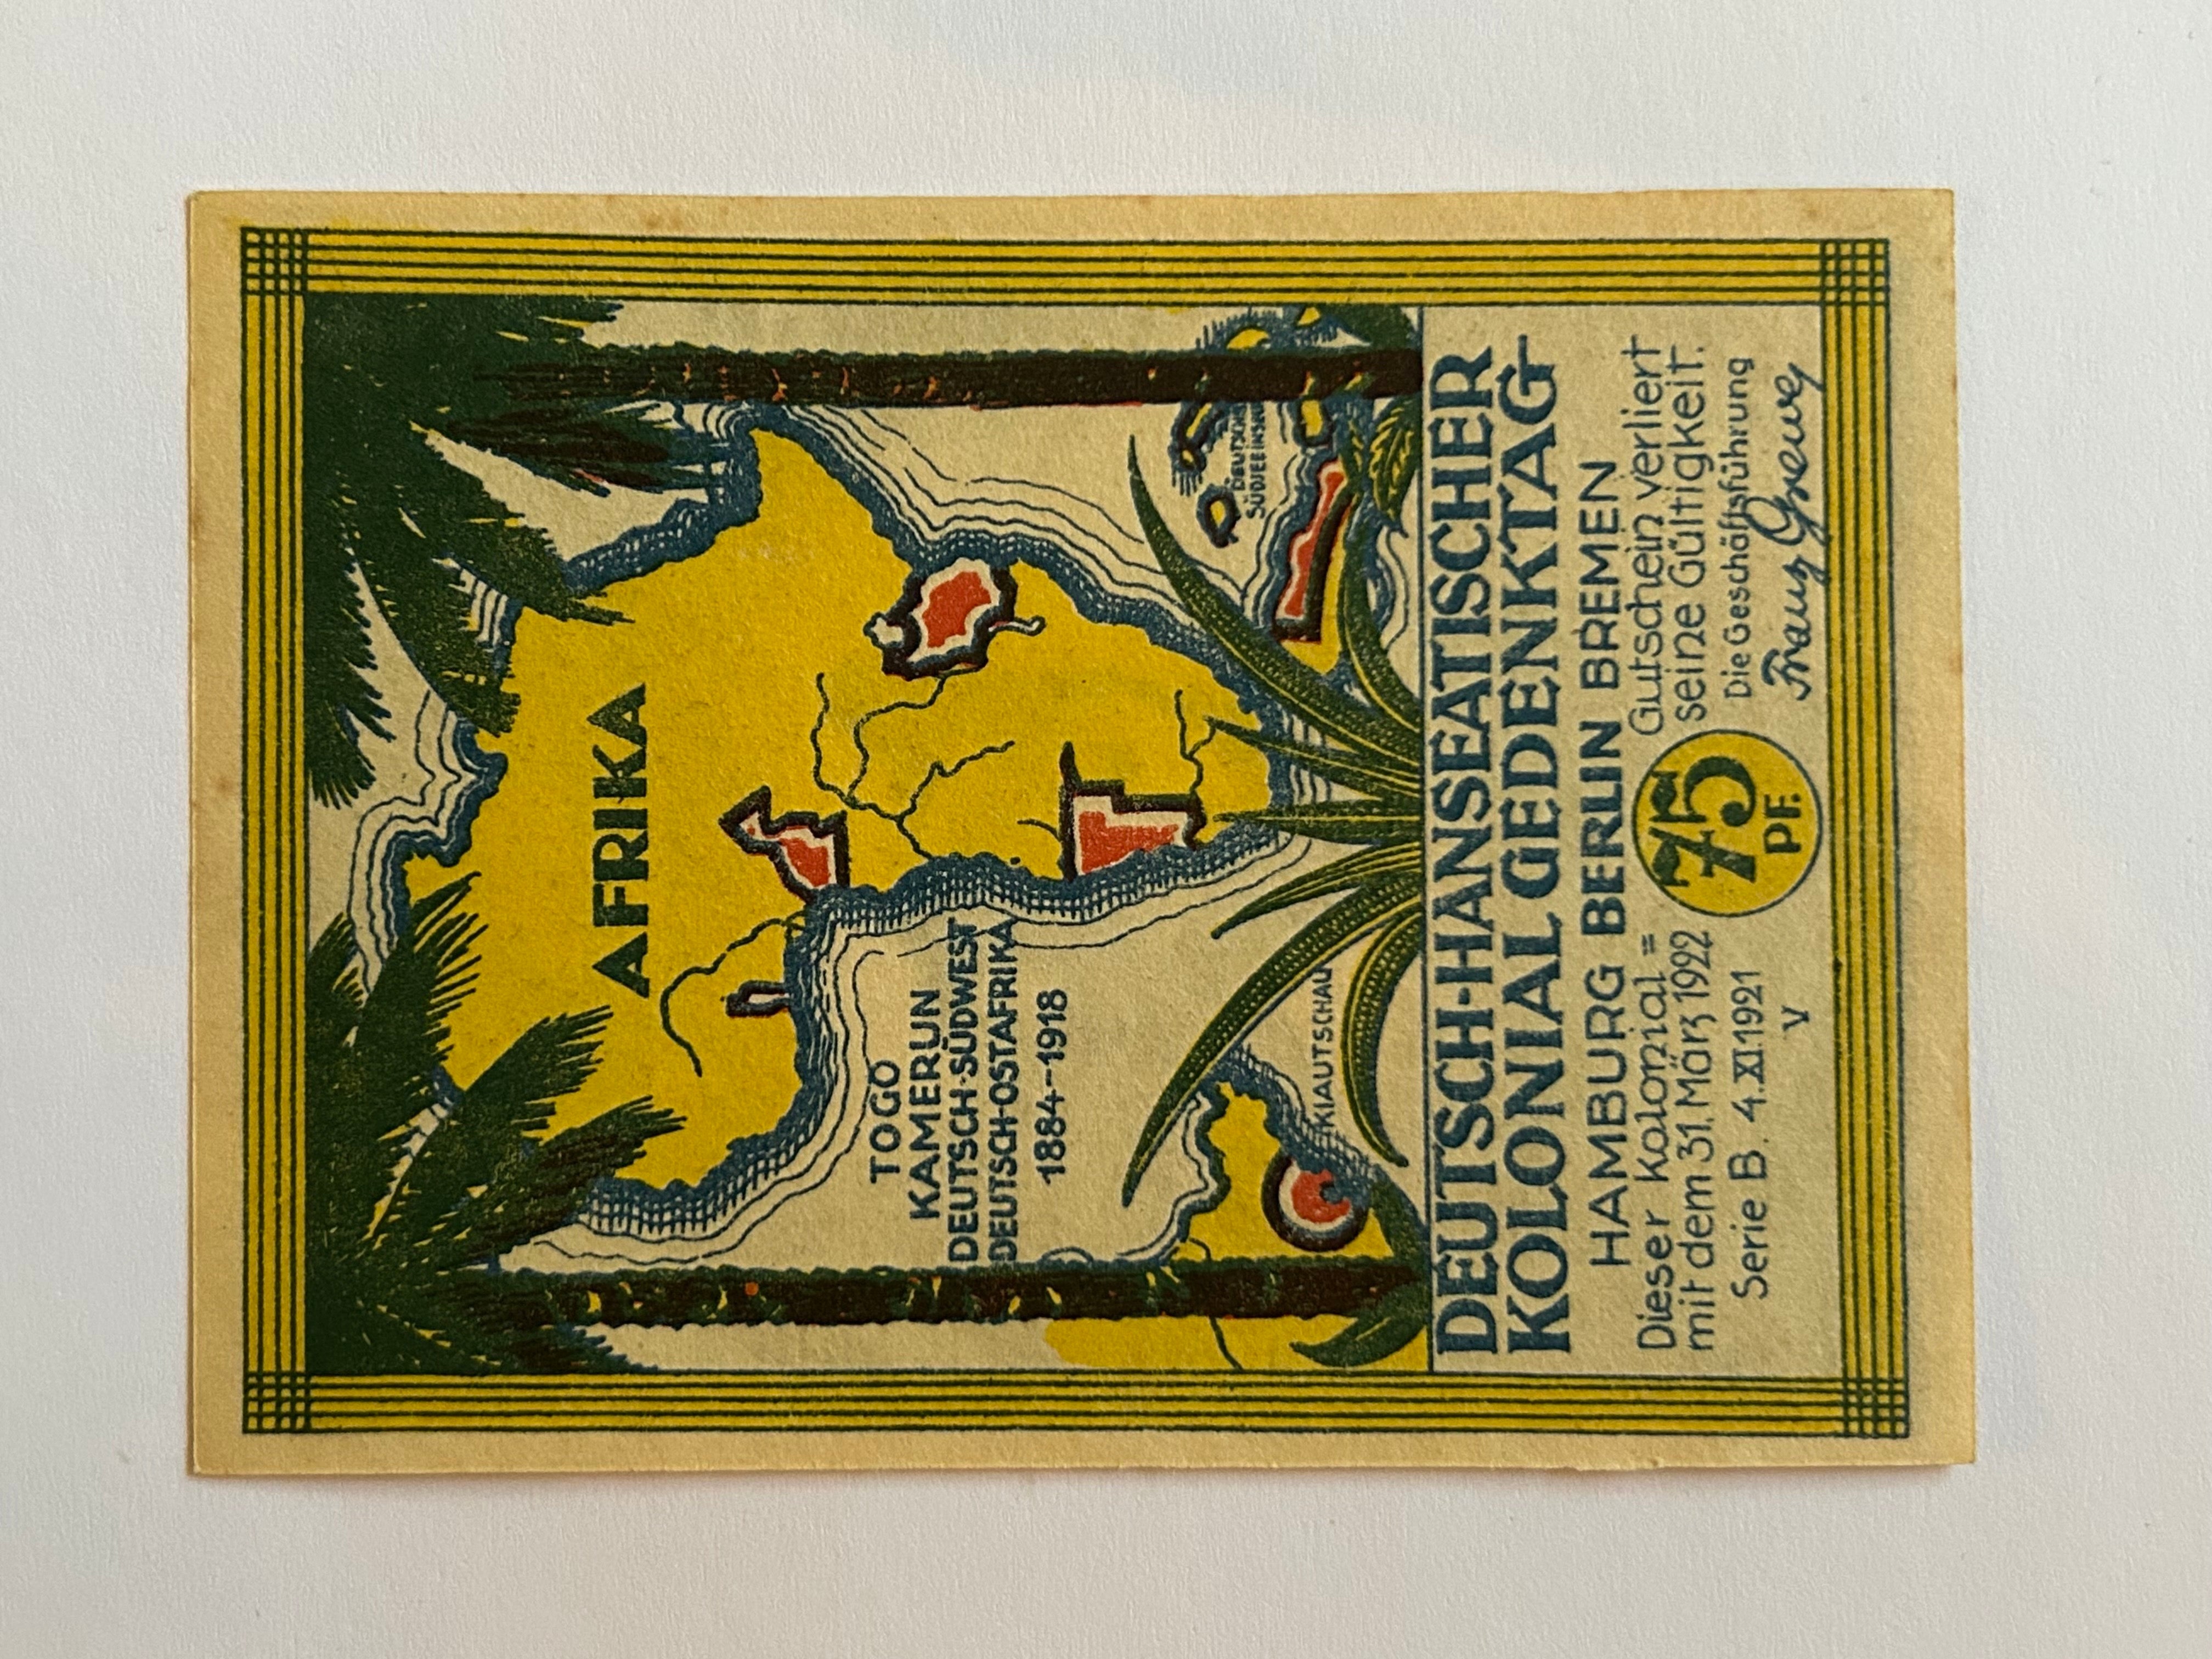 AFRIKA
TOGO
KAMERUN
DEUTSCH-SÜDWEST
DEUTSCH-OSTAFRIKA
1884-1918
KIAUTSCHAU
DEUTSCHE
SÜDSEEINSELN
DEUTSCH-HANSEATISCHER
KOLONIAL GEDENKTAG
HAMBURG BERLIN BREMEN
Dieser Kolonial=
mit dem 31. März 1922
Serie B. 4.XI.1921
V
75
PF.
Gutschein verliert
seine Gültigkeit.
Die Geschäftsführung
Franz